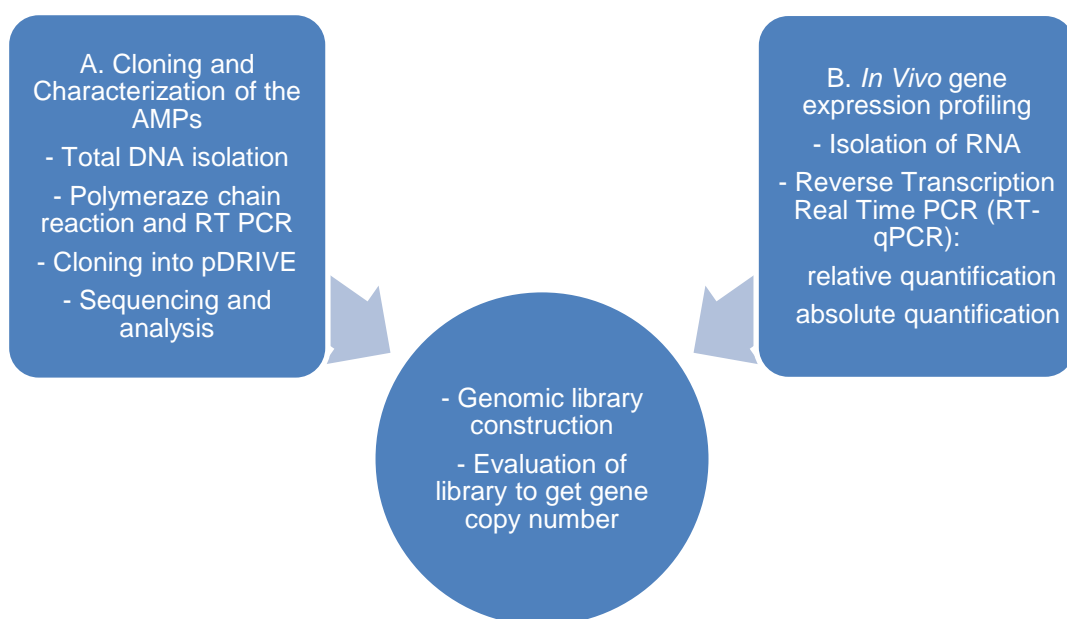 A. Cloning and
Characterization of the
AMPs
- Total DNA isolation
- Polymeraze chain
reaction and RT PCR
- Cloning into pDRIVE
- Sequencing and
analysis
B. In Vivo gene
expression profiling
- Isolation of RNA
- Reverse Transcription
Real Time PCR (RT-
qPCR):
relative quantification
absolute quantification
- Genomic library
construction
- Evaluation of
library to get gene
copy number